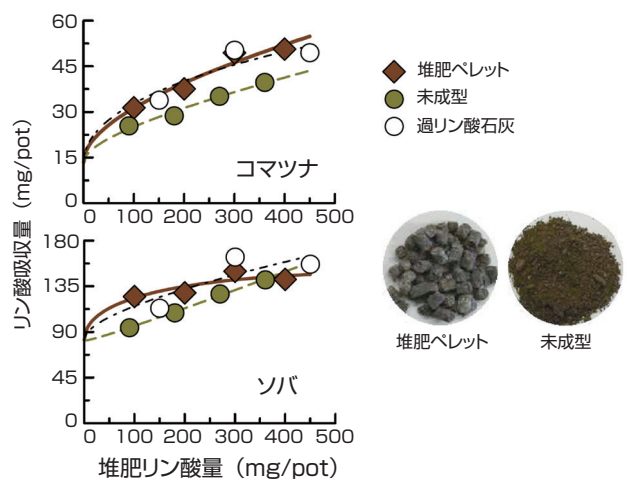 60
45
30
15
0
0 100 200 300 400 500
コマツナ
堆肥ペレット
未成型
過リン酸石灰
リン酸吸収量 (mg/pot)
180
135
90
45
0
0 100 200 300 400 500
ソバ
堆肥リン酸量 (mg/pot)
堆肥ペレット
未成型